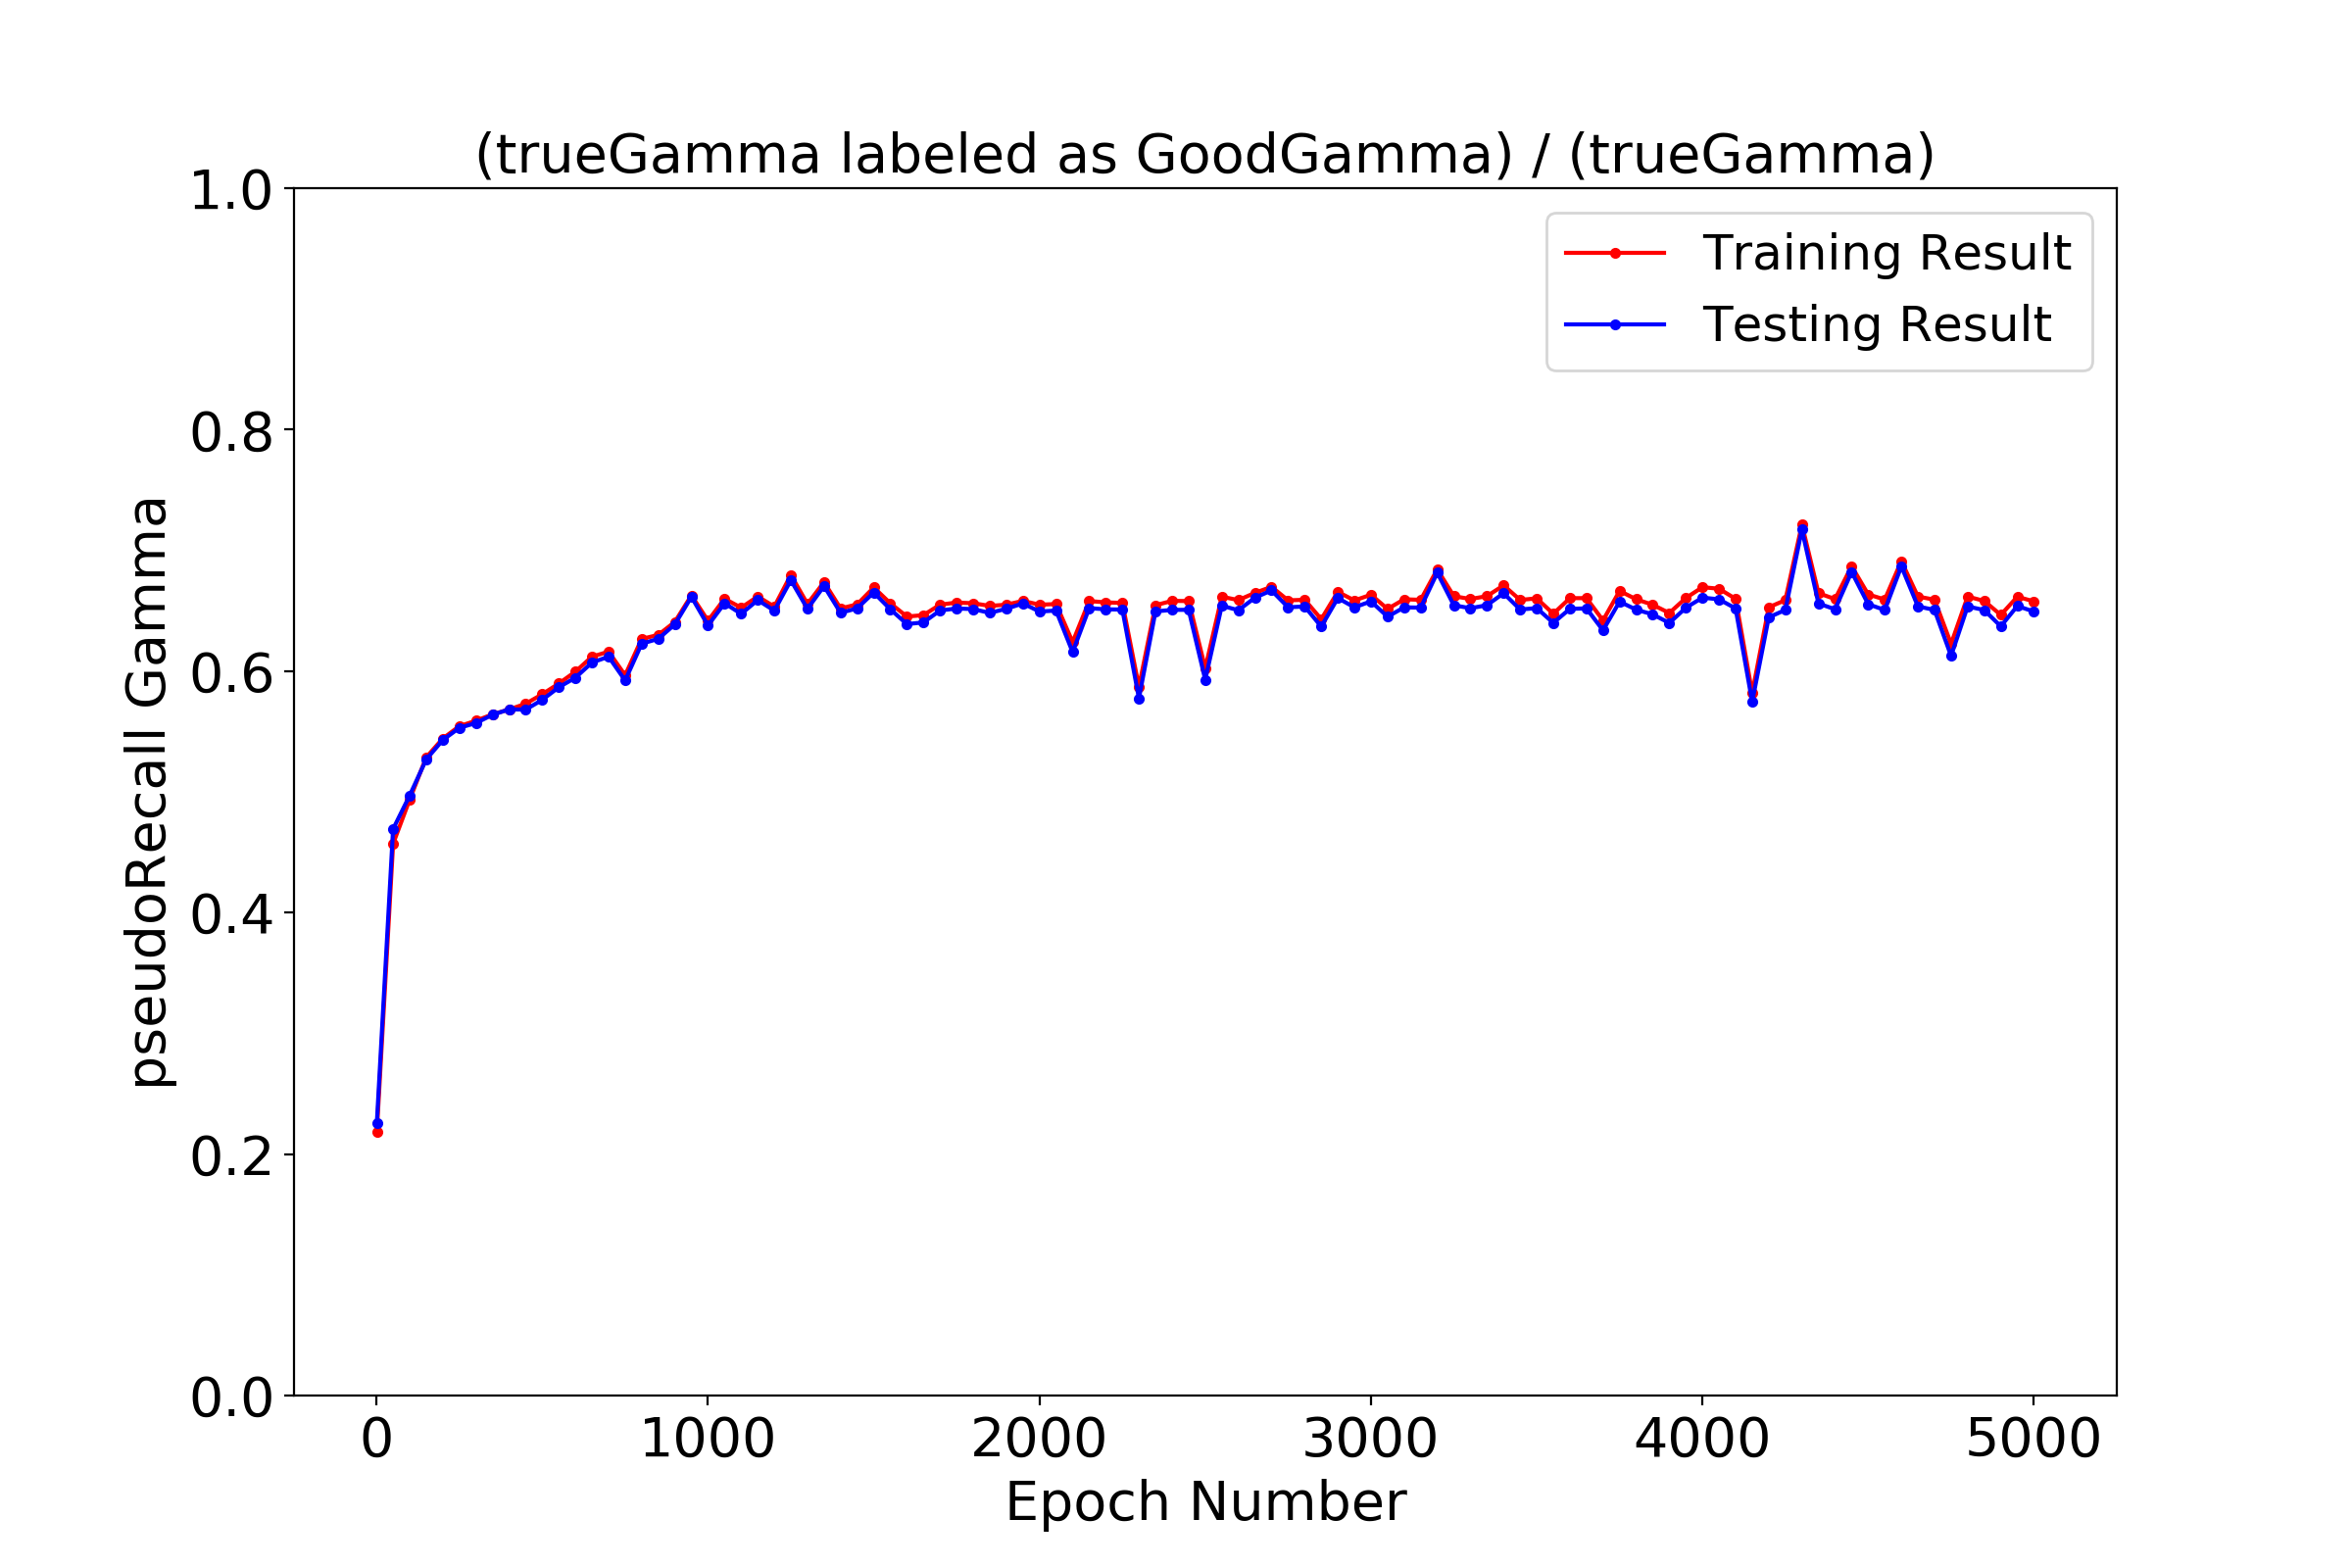 (trueGamma labeled as GoodGamma) / (trueGamma)
1.0
Training Result
Testing Result
0.8
0.6
0.4
0.2
0.0
pseudoRecall Gamma
0 1000 2000 3000 4000 5000
Epoch Number